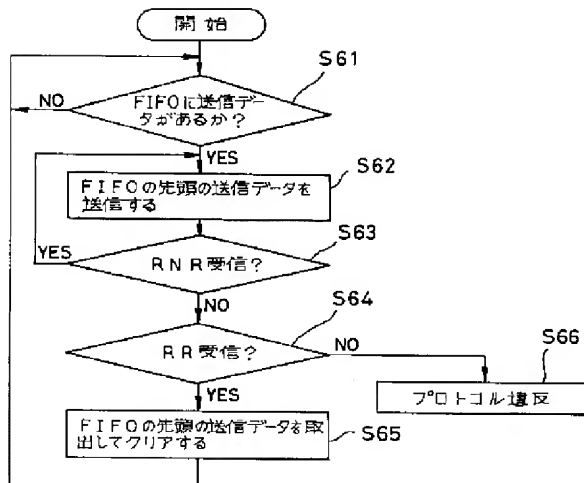 開始
S61
FIFOに送信デー
タがあるか?
NO
YES
S62
FIFOの先頭の送信データを
送信する
S63
YES
RNR受信?
NO
S64
RR受信?
NO
S66
プロトコル違反
YES
S65
FIFOの先頭の送信データを取
出してクリアする